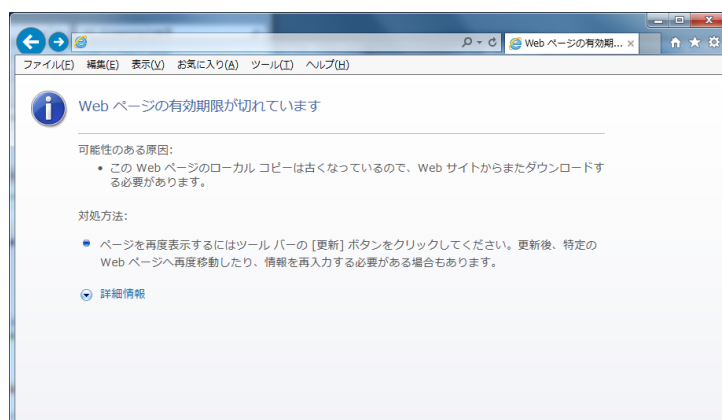 Web ページの有効期...
ファイル(F) 編集(E) 表示(V) お気に入り(A) ツール(T) ヘルプ(H)
Web ページの有効期限が切れています
可能性のある原因:
• この Web ページのローカル コピーは古くなっているので、Web サイトからまたダウンロードす
る必要があります。
対処方法:
ページを再度表示するにはツール バーの [更新] ボタンをクリックしてください。更新後、特定の
Web ページへ再度移動したり、情報を再入力する必要がある場合もあります。
詳細情報